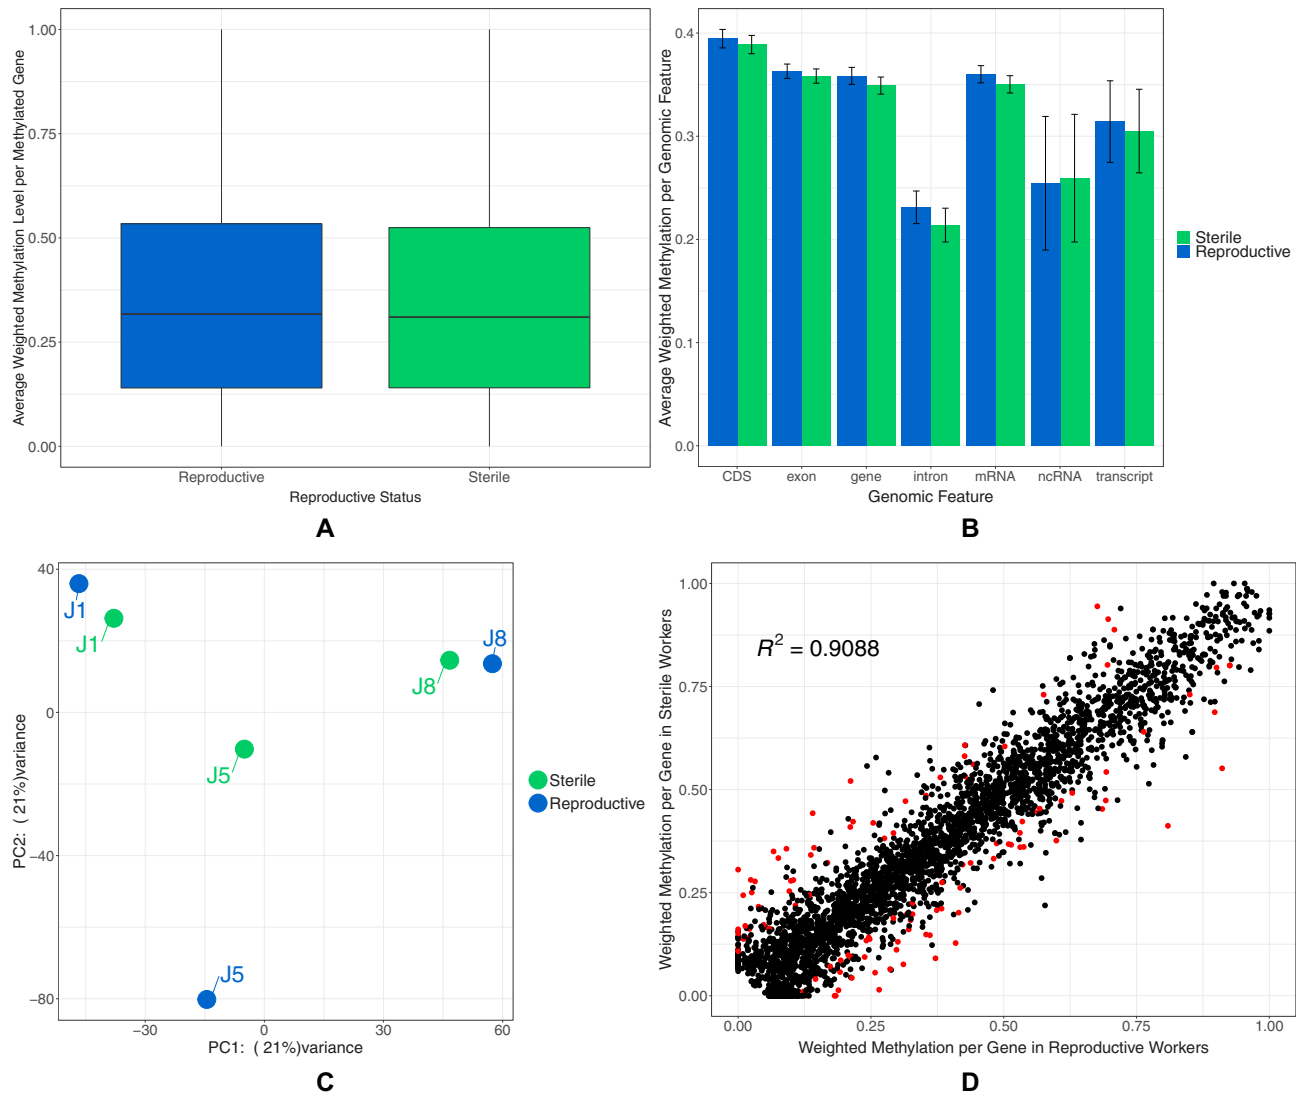 Average Weighted Methylation Level per Methylated Gene
1.00
0.75
0.50
0.25
0.00
Reproductive
Sterile
Reproductive Status
A
Average Weighted Methylation per Genomic Feature
0.4
0.3
0.2
0.1
0.0
CDS
exon
gene
intron
mRNA
ncRNA
transcript
Genomic Feature
Sterile
Reproductive
B
PC2: ( 21%)variance
40
0
−40
−80
J1
J1
J8
J8
J5
J5
−30
0
30
60
PC1: ( 21%)variance
Sterile
Reproductive
C
Weighted Methylation per Gene in Sterile Workers
1.00
0.75
0.50
0.25
0.00
R² = 0.9088
0.00
0.25
0.50
0.75
1.00
Weighted Methylation per Gene in Reproductive Workers
D